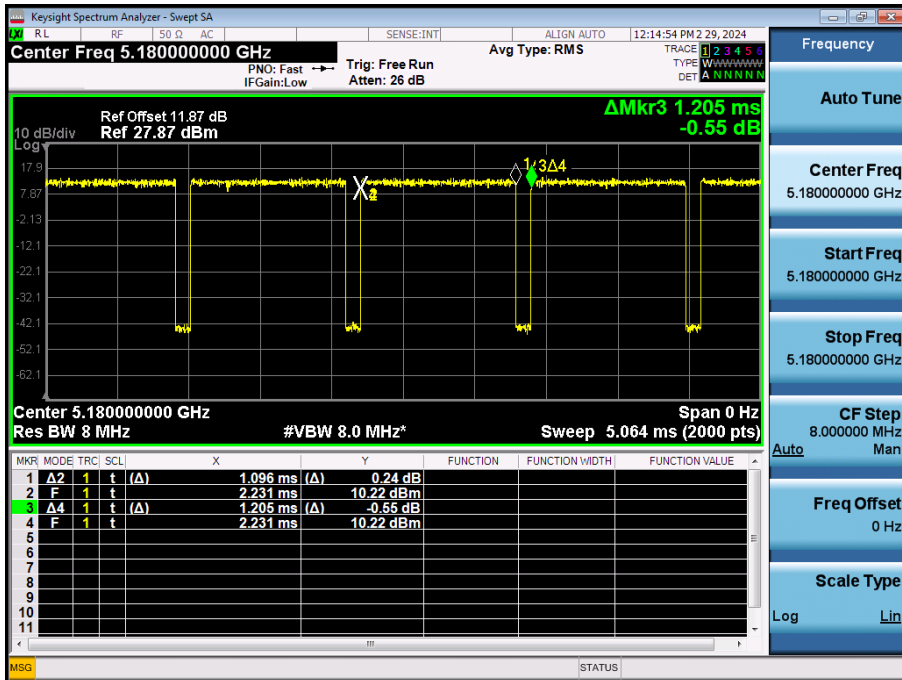 Keysight Spectrum Analyzer - Swept SA
LXI RL RF 50 Ω AC SENSE:INT ALIGN AUTO 12:14:54 PM 2 29, 2024
Center Freq 5.180000000 GHz Avg Type: RMS TRACE 1 2 3 4 5 6
PNO: Fast Trig: Free Run TYPE WWWWWW
IFGain:Low Atten: 26 dB DET A N N N N N
Ref Offset 11.87 dB ΔMkr3 1.205 ms
10 dB/div Ref 27.87 dBm -0.55 dB
Log
17.9
7.87
-2.13
-12.1
-22.1
-32.1
-42.1
-52.1
-62.1
X2 1 3Δ4
Center 5.180000000 GHz Span 0 Hz
Res BW 8 MHz #VBW 8.0 MHz* Sweep 5.064 ms (2000 pts)
MKR MODE TRC SCL X Y FUNCTION FUNCTION WIDTH FUNCTION VALUE
1 Δ2 1 t (Δ) 1.096 ms (Δ) 0.24 dB
2 F 1 t 2.231 ms 10.22 dBm
3 Δ4 1 t (Δ) 1.205 ms (Δ) -0.55 dB
4 F 1 t 2.231 ms 10.22 dBm
5
6
7
8
9
10
11
MSG STATUS
Frequency
Auto Tune
Center Freq
5.180000000 GHz
Start Freq
5.180000000 GHz
Stop Freq
5.180000000 GHz
CF Step
8.000000 MHz
Auto Man
Freq Offset
0 Hz
Scale Type
Log Lin